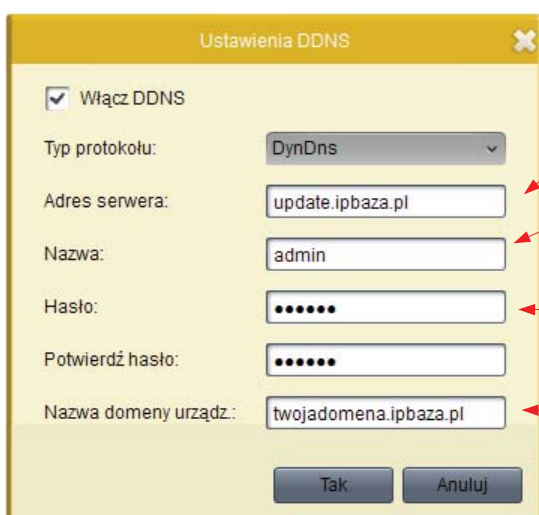 Ustawienia DDNS
Włącz DDNS
Typ protokołu: DynDns
Adres serwera: update.ipbaza.pl
Nazwa: admin
Hasło: ●●●●●●
Potwierdź hasło: ●●●●●●
Nazwa domeny urządz.: twojadomena.ipbaza.pl
Tak Anuluj